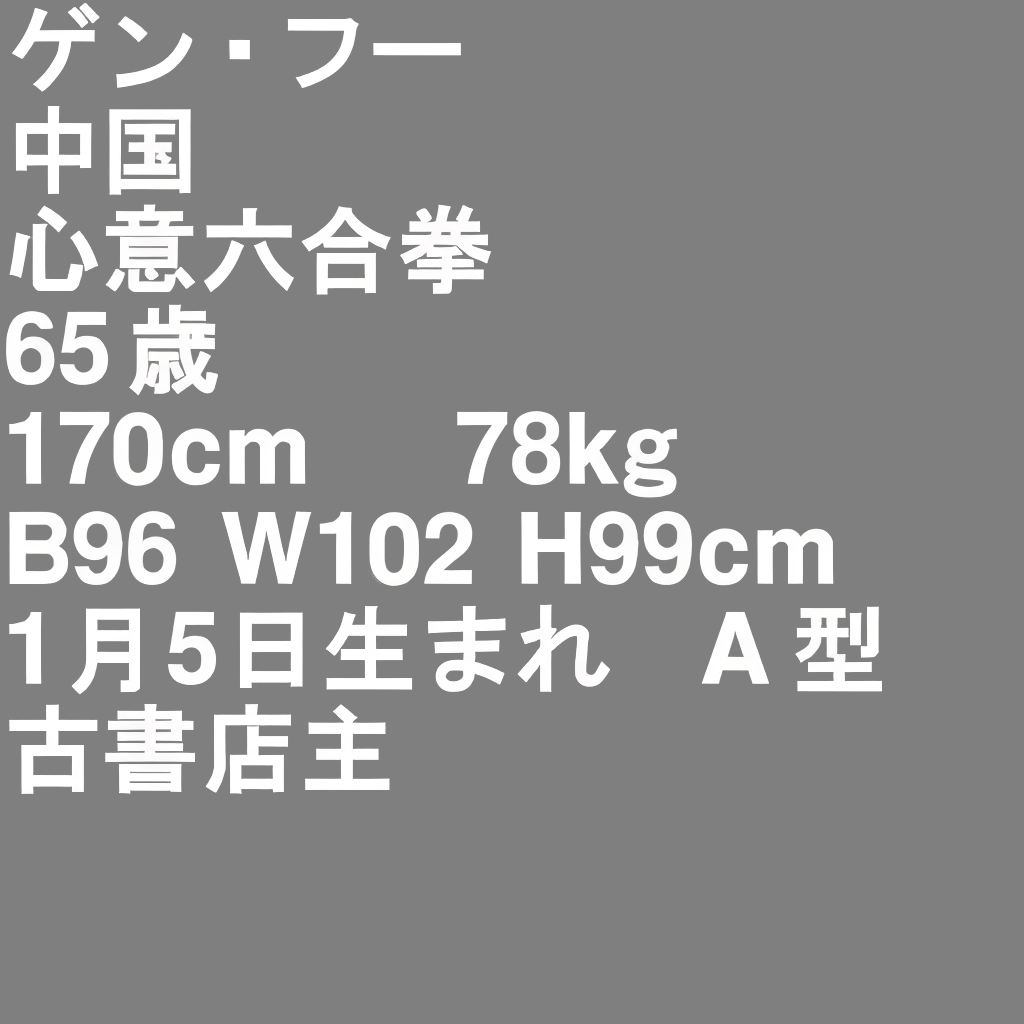 ゲン・フー
中国
心意六合拳
65歳
170cm 78kg
B96 W102 H99cm
1月5日生まれ A型
古書店主